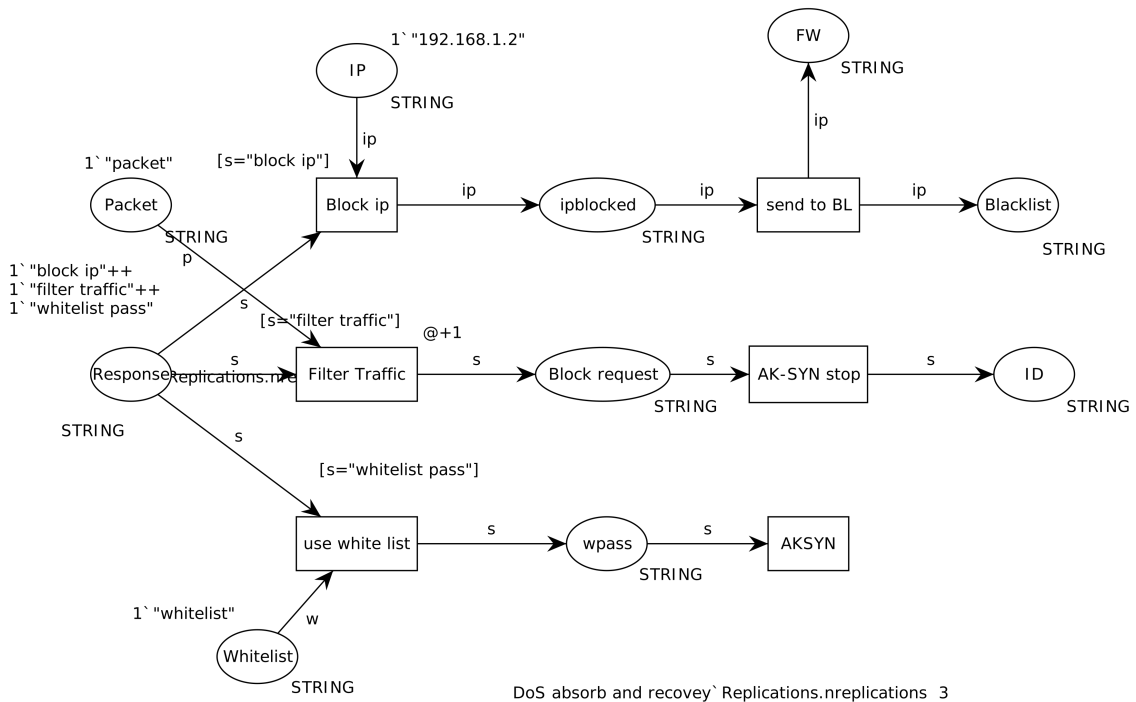 FW
STRING
1`"192.168.1.2"
IP
STRING
ip
ip
1`"packet"
[s="block ip"]
Packet
STRING
p
Block ip
ip
ipblocked
STRING
ip
send to BL
ip
Blacklist
STRING
1`"block ip"++
1`"filter traffic"++
1`"whitelist pass"
s
[s="filter traffic"]
@+1
Response
STRING
s
Replications.nre
Filter Traffic
s
Block request
STRING
s
AK-SYN stop
s
ID
STRING
s
[s="whitelist pass"]
use white list
s
wpass
STRING
s
AKSYN
1`"whitelist"
w
Whitelist
STRING
DoS absorb and recovey`Replications.nreplications 3